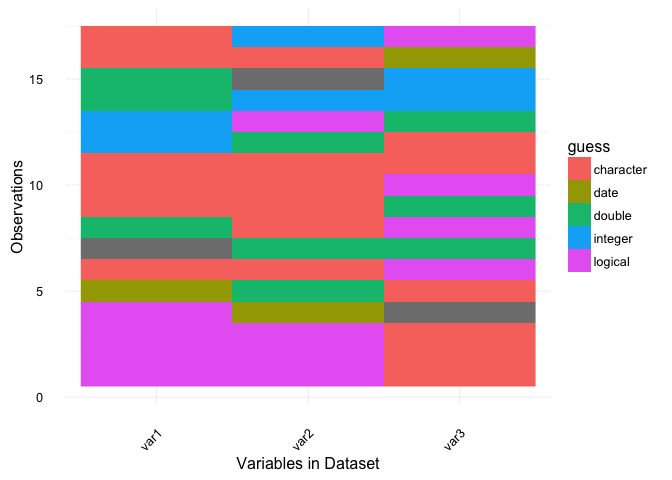 Observations
15
10
5
0
var1
var2
var3
Variables in Dataset
guess
character
date
double
integer
logical